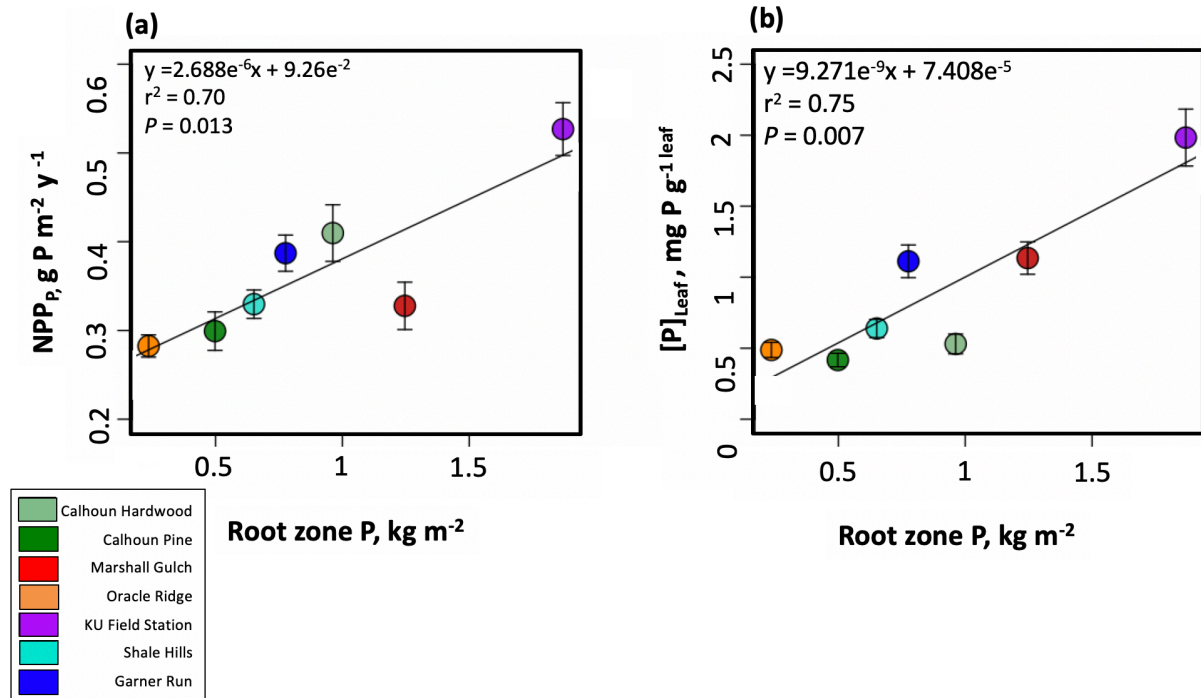 (a)
y =2.688e⁻⁶x + 9.26e⁻²
r² = 0.70
P = 0.013
NPP_P, g P m⁻² y ⁻¹
0.6
0.5
0.4
0.3
0.2
0.5
1
1.5
Root zone P, kg m⁻²
(b)
y =9.271e⁻⁹x + 7.408e⁻⁵
r² = 0.75
P = 0.007
[P]_Leaf , mg P g⁻¹ ˡᵉᵃᶠ
2.5
2
1.5
1
0.5
0
0.5
1
1.5
Root zone P, kg m⁻²
Calhoun Hardwood
Calhoun Pine
Marshall Gulch
Oracle Ridge
KU Field Station
Shale Hills
Garner Run